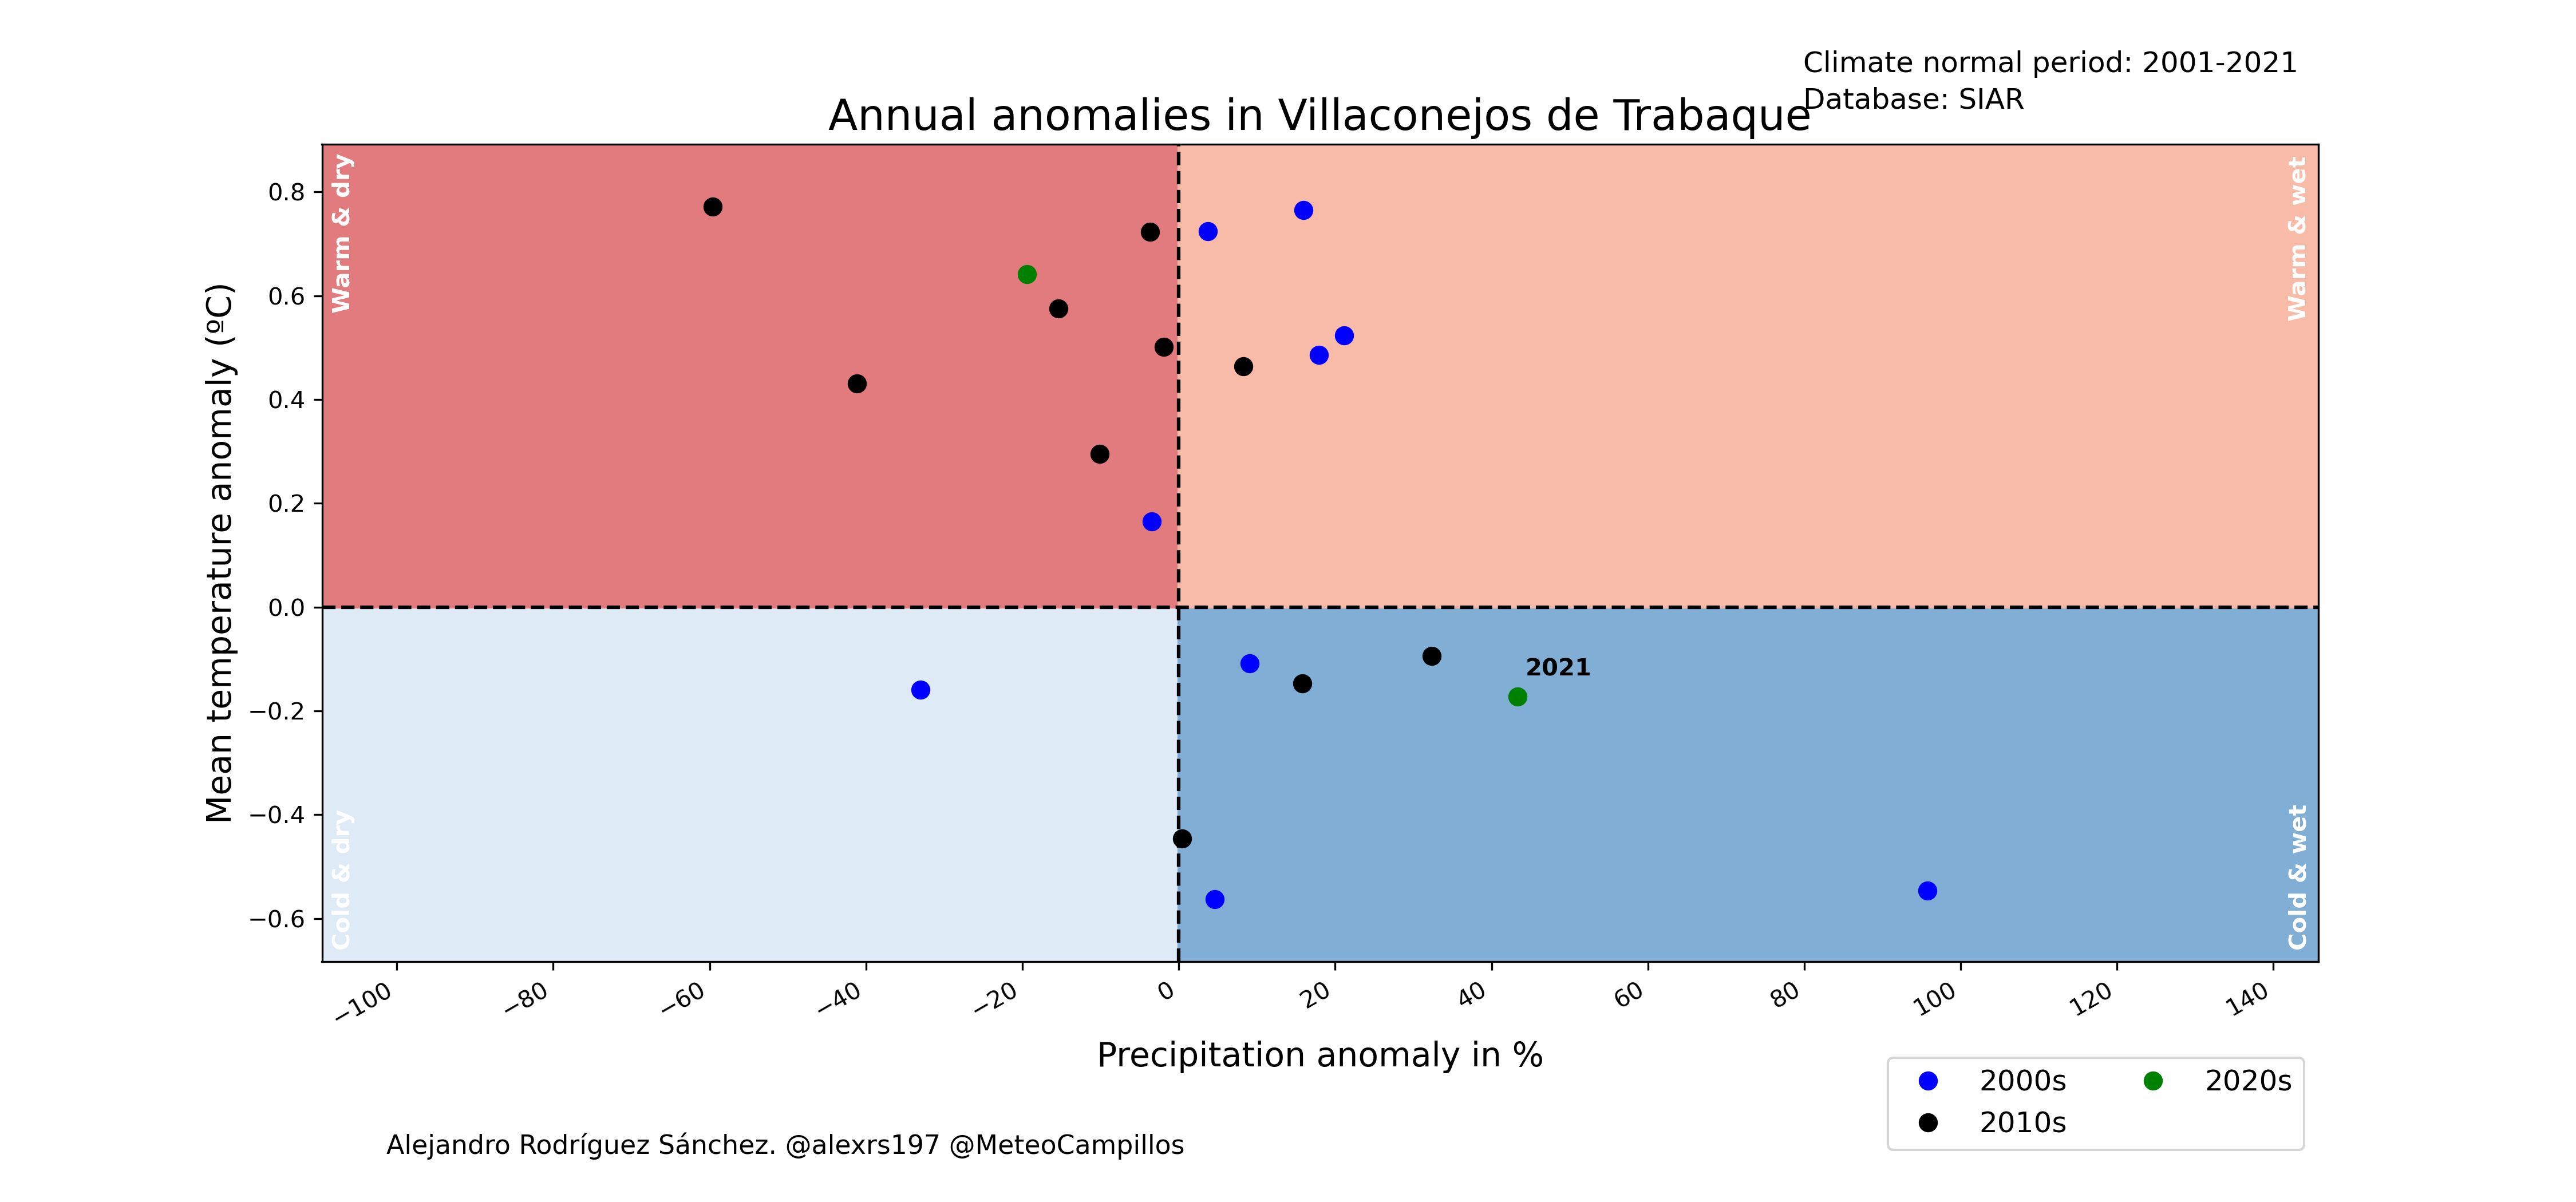 Climate normal period: 2001-2021
Database: SIAR
Annual anomalies in Villaconejos de Trabaque
Warm & dry
Warm & wet
Cold & dry
Cold & wet
Mean temperature anomaly (ºC)
0.8
0.6
0.4
0.2
0.0
−0.2
−0.4
−0.6
2021
−100
−80
−60
−40
−20
0
20
40
60
80
100
120
140
Precipitation anomaly in %
2000s
2010s
2020s
Alejandro Rodríguez Sánchez. @alexrs197 @MeteoCampillos